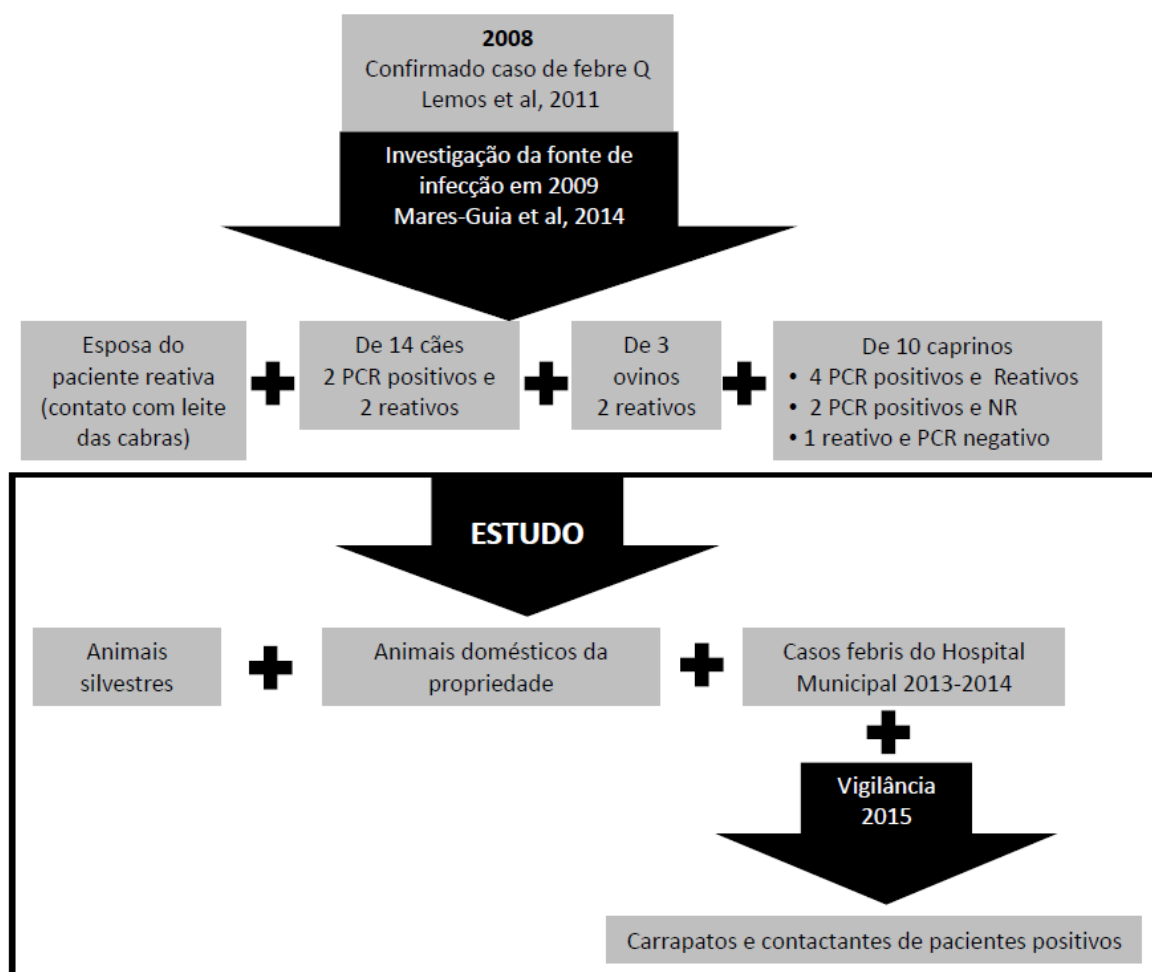 2008
Confirmado caso de febre Q
Lemos et al, 2011
Investigação da fonte de
infecção em 2009
Mares-Guia et al, 2014
Esposa do
paciente reativa
(contato com leite
das cabras)
De 14 cães
2 PCR positivos e
2 reativos
De 3
ovinos
2 reativos
De 10 caprinos
• 4 PCR positivos e Reativos
• 2 PCR positivos e NR
• 1 reativo e PCR negativo
ESTUDO
Animais
silvestres
Animais domésticos da
propriedade
Casos febris do Hospital
Municipal 2013-2014
Vigilância
2015
Carrapatos e contactantes de pacientes positivos